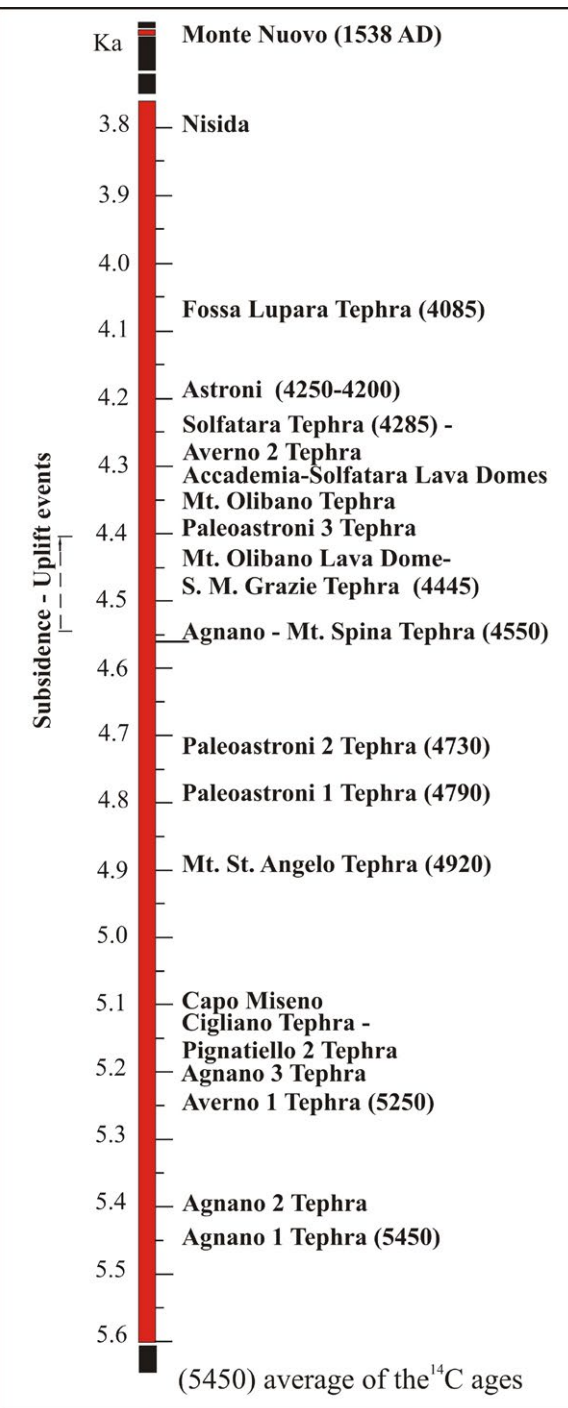 Ka
Monte Nuovo (1538 AD)
3.8
Nisida
3.9
4.0
Fossa Lupara Tephra (4085)
4.1
4.2
Astroni (4250-4200)
Solfatara Tephra (4285) -
Averno 2 Tephra
4.3
Accademia-Solfatara Lava Domes
Mt. Olibano Tephra
4.4
Paleoastroni 3 Tephra
Mt. Olibano Lava Dome-
S. M. Grazie Tephra (4445)
4.5
Subsidence - Uplift events
Agnano - Mt. Spina Tephra (4550)
4.6
4.7
Paleoastroni 2 Tephra (4730)
4.8
Paleoastroni 1 Tephra (4790)
4.9
Mt. St. Angelo Tephra (4920)
5.0
5.1
Capo Miseno
Cigliano Tephra -
Pignatiello 2 Tephra
5.2
Agnano 3 Tephra
Averno 1 Tephra (5250)
5.3
5.4
Agnano 2 Tephra
Agnano 1 Tephra (5450)
5.5
5.6
(5450) average of the ¹⁴C ages